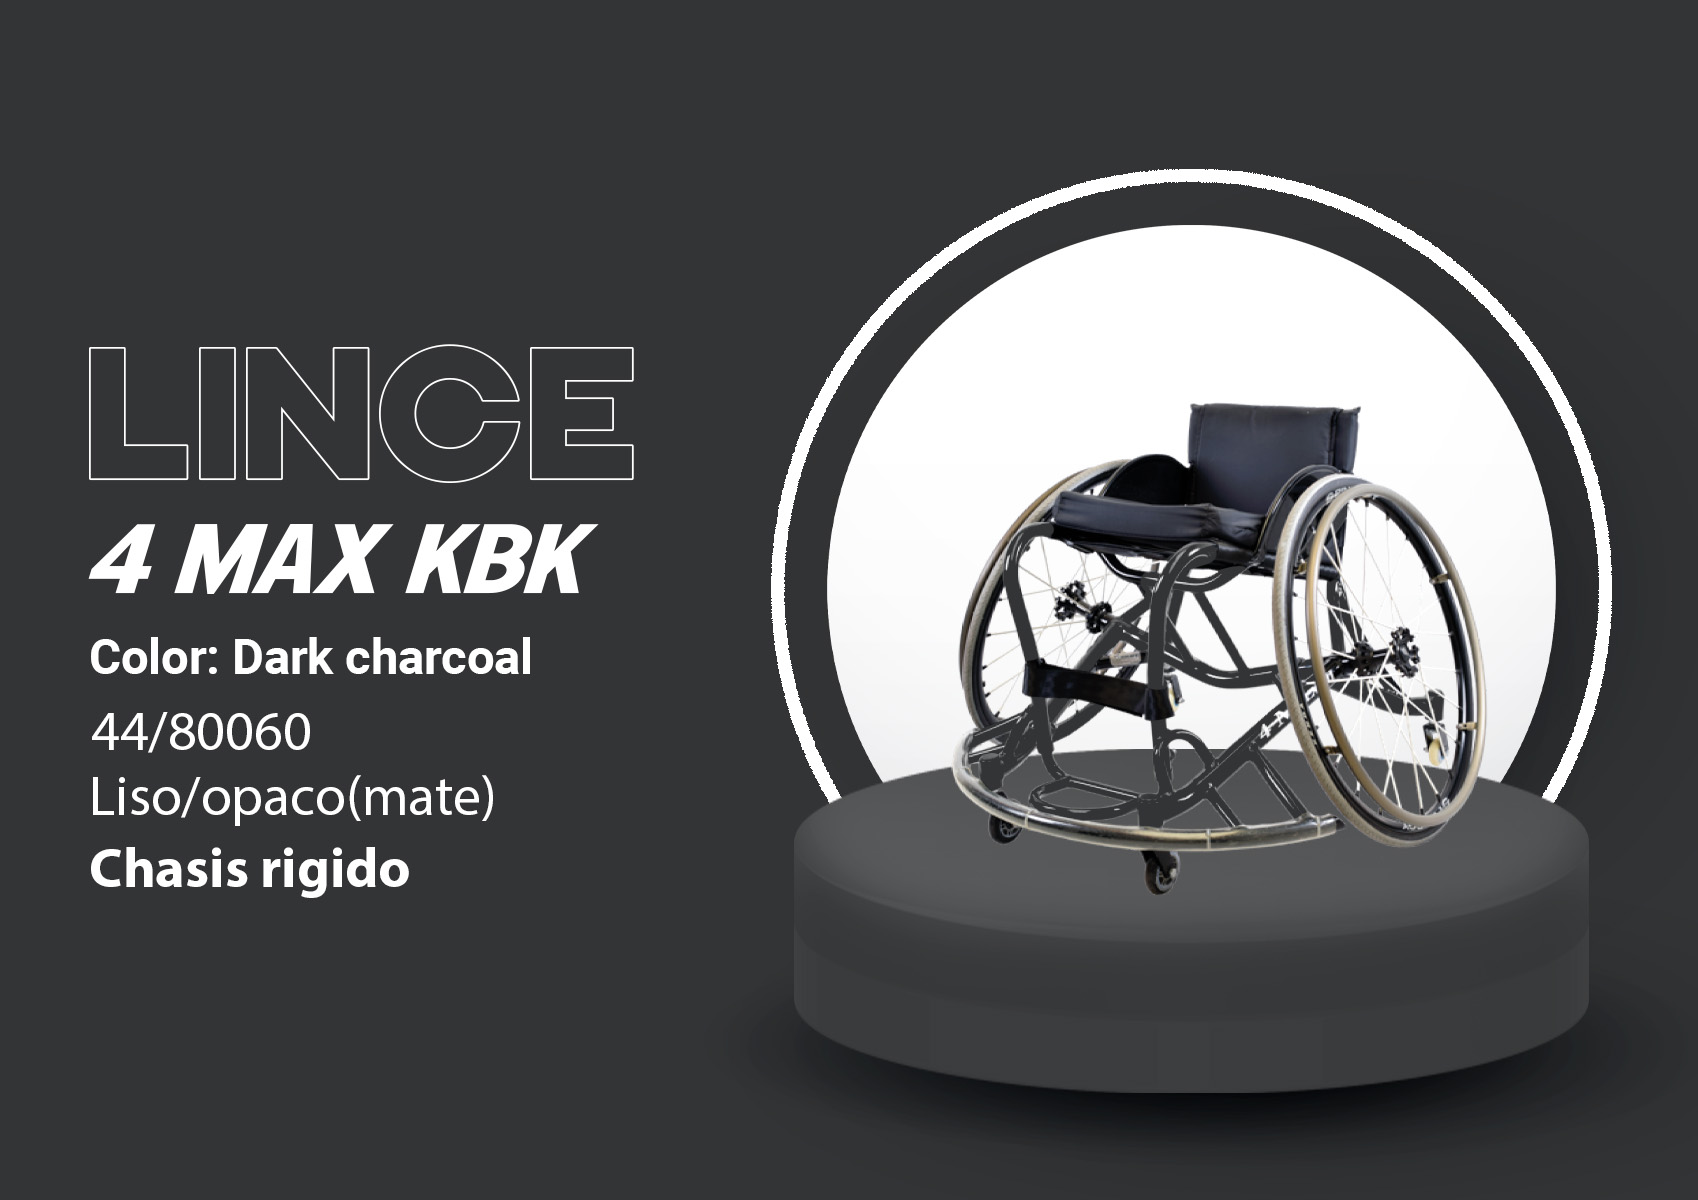 LINCE
4 MAX KBK
Color: Dark charcoal
44/80060
Liso/opaco(mate)
Chasis rigido